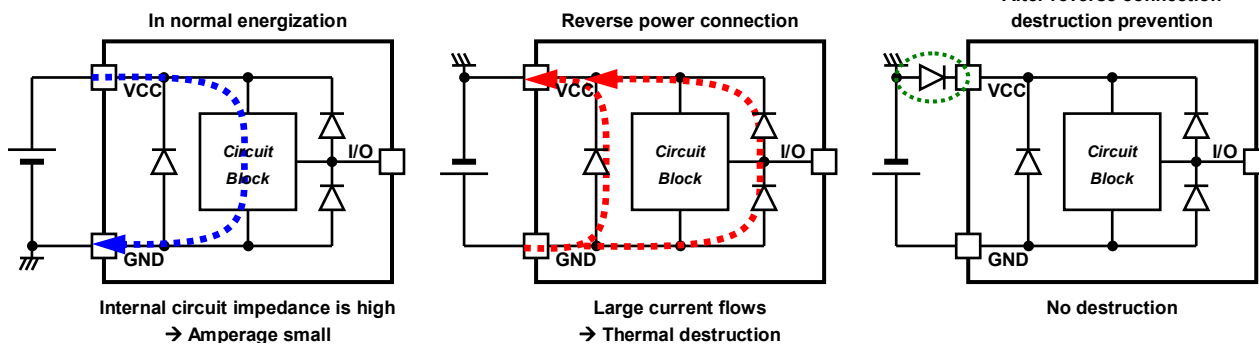 In normal energization
VCC
Circuit
Block
I/O
GND
Internal circuit impedance is high
→ Amperage small
Reverse power connection
VCC
Circuit
Block
I/O
GND
Large current flows
→ Thermal destruction
destruction prevention
VCC
Circuit
Block
I/O
GND
No destruction